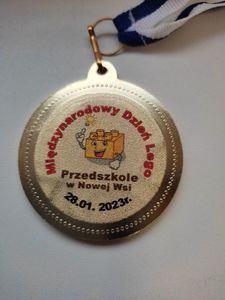 Międzynarodowy Dzień Lego
Przedszkole
w Nowej Wsi
28.01. 2023r.